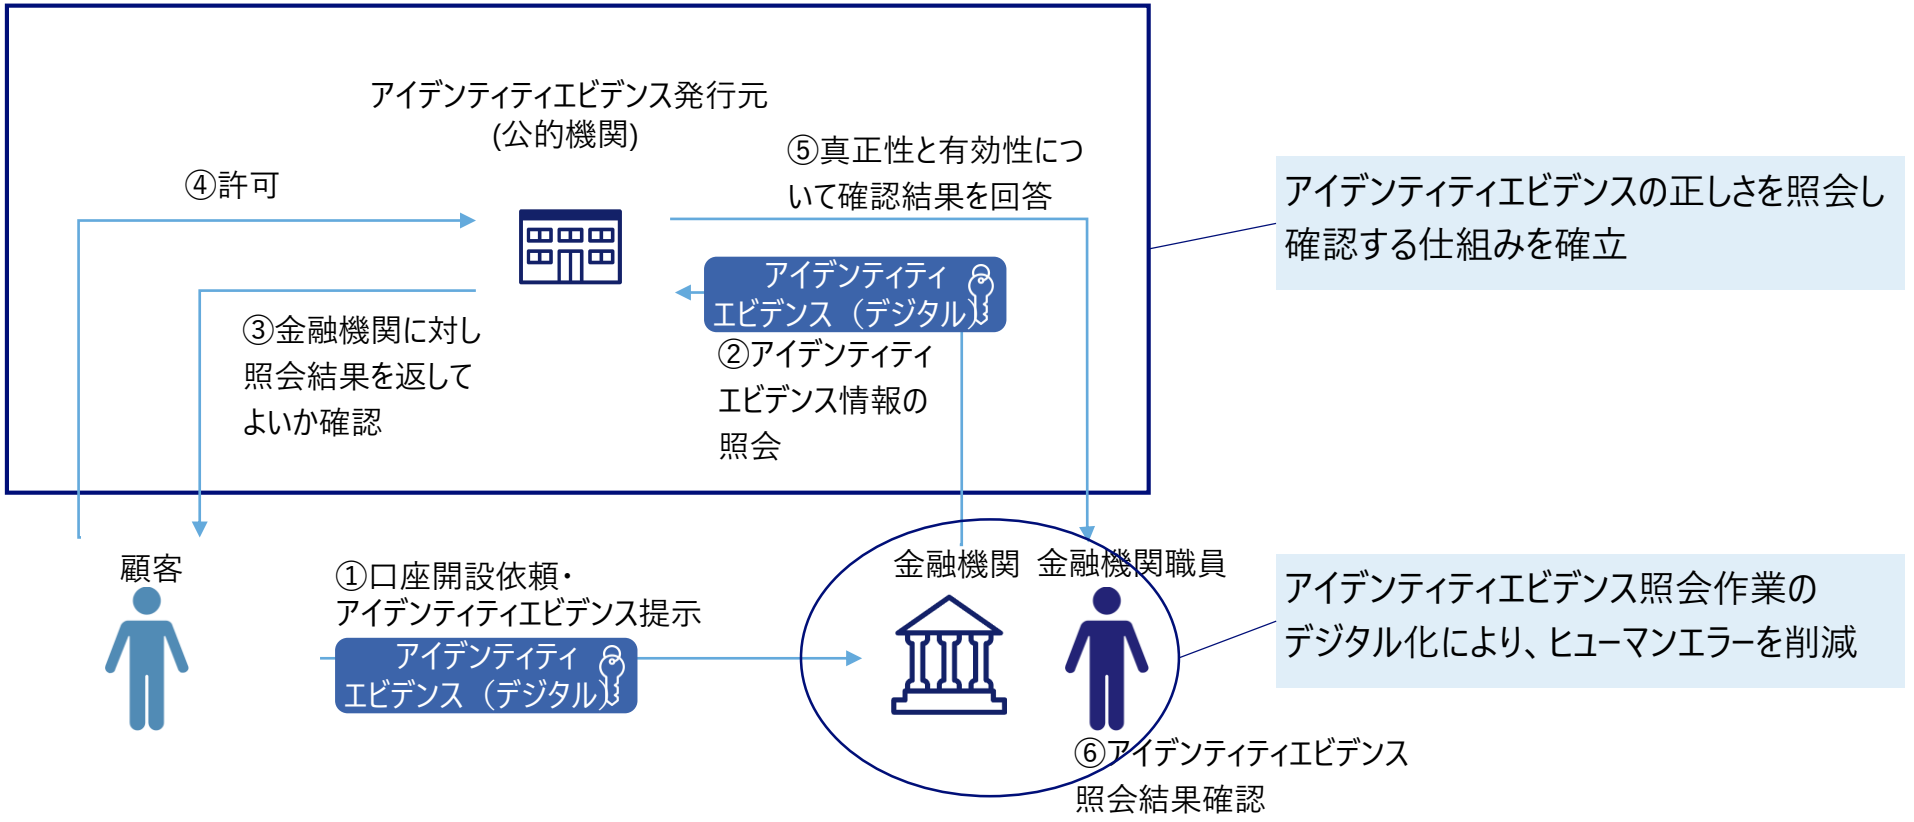 アイデンティティエビデンス発行元
(公的機関)
④許可
⑤真正性と有効性につ
いて確認結果を回答
アイデンティティエビデンスの正しさを照会し
確認する仕組みを確立
アイデンティティ
エビデンス（デジタル）
③金融機関に対し
照会結果を返して
よいか確認
②アイデンティティ
エビデンス情報の
照会
顧客
①口座開設依頼・
アイデンティティエビデンス提示
アイデンティティ
エビデンス（デジタル）
金融機関
金融機関職員
アイデンティティエビデンス照会作業の
デジタル化により、ヒューマンエラーを削減
⑥アイデンティティエビデンス
照会結果確認